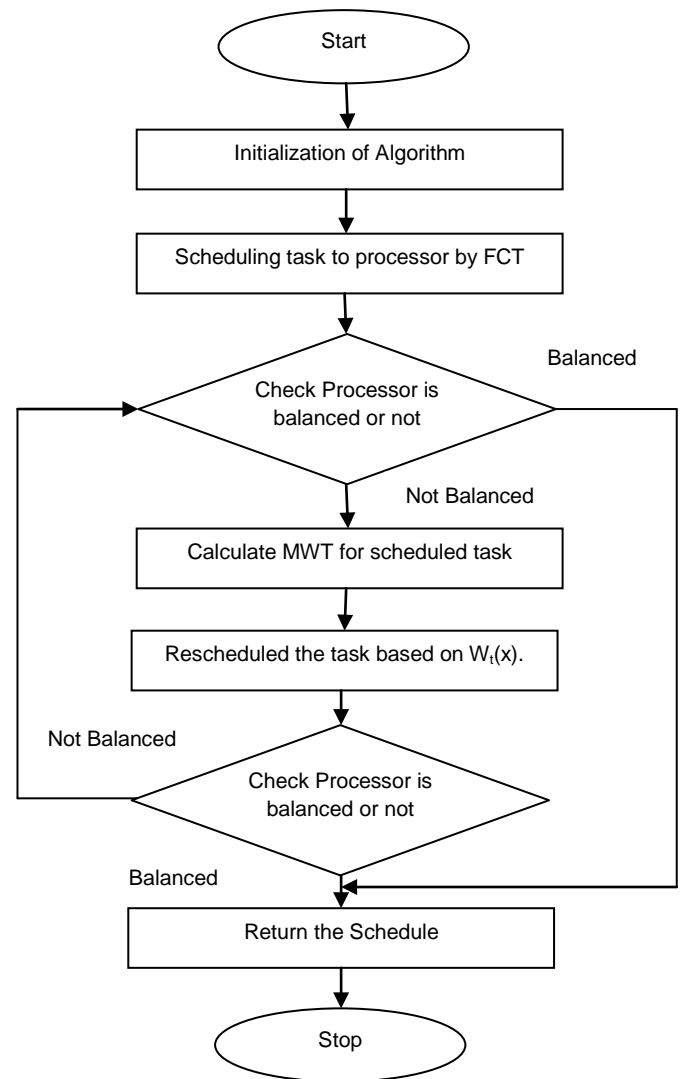 Start
Initialization of Algorithm
Scheduling task to processor by FCT
Balanced
Check Processor is
balanced or not
Not Balanced
Calculate MWT for scheduled task
Rescheduled the task based on Wₜ(x).
Not Balanced
Check Processor is
balanced or not
Balanced
Return the Schedule
Stop